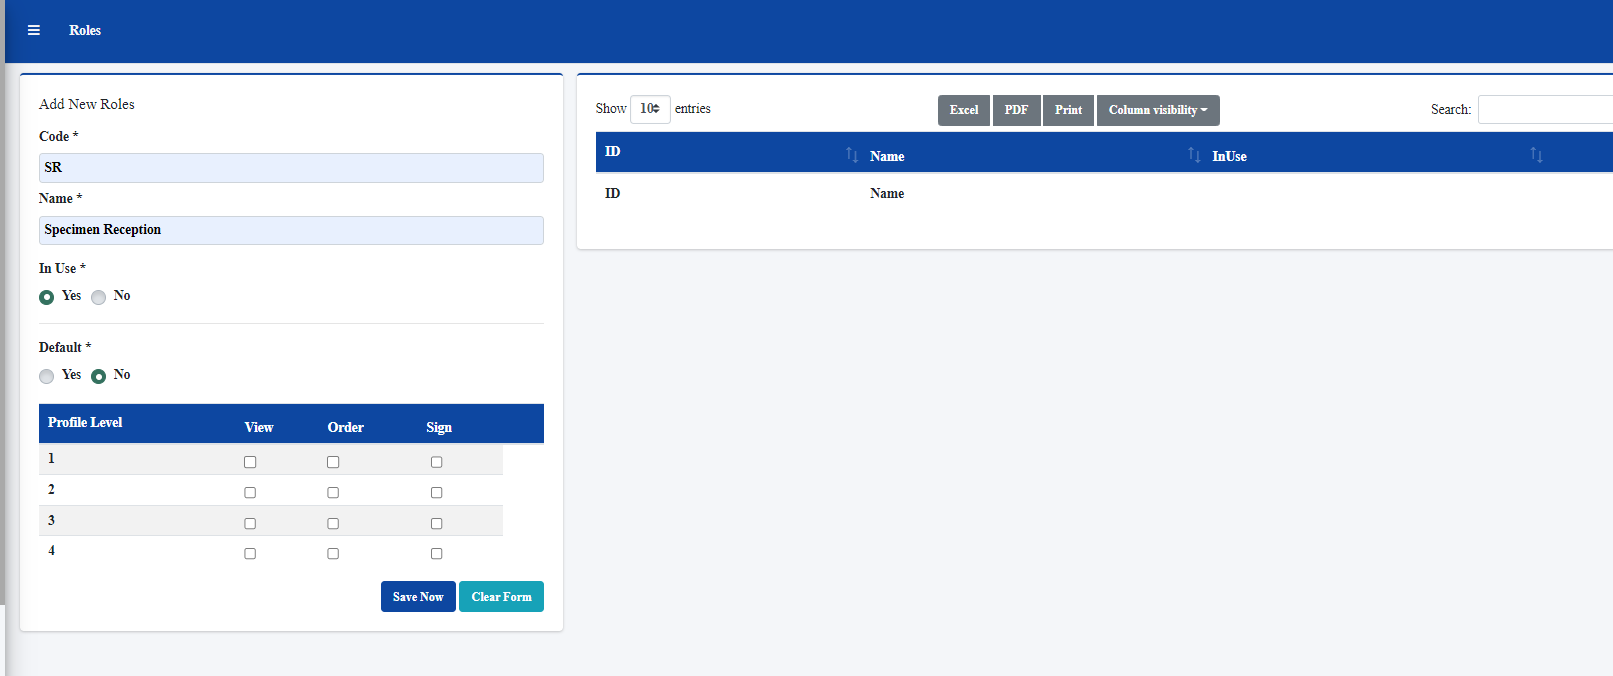 Roles
Add New Roles
Code *
SR
Name *
Specimen Reception
In Use *
Yes No
Default *
Yes No
Profile Level View Order Sign
1
2
3
4
Save Now Clear Form
Show 10 entries
Excel PDF Print Column visibility
Search:
ID Name InUse
ID Name